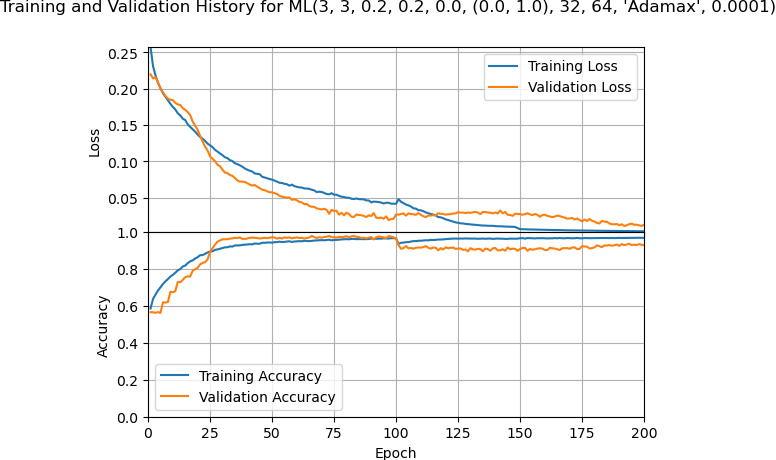 Training and Validation History for ML(3, 3, 0.2, 0.2, 0.0, (0.0, 1.0), 32, 64, 'Adamax', 0.0001)
0.25
0.20
0.15
0.10
0.05
Loss
Training Loss
Validation Loss
1.0
0.8
0.6
0.4
0.2
0.0
Accuracy
Training Accuracy
Validation Accuracy
0 25 50 75 100 125 150 175 200
Epoch